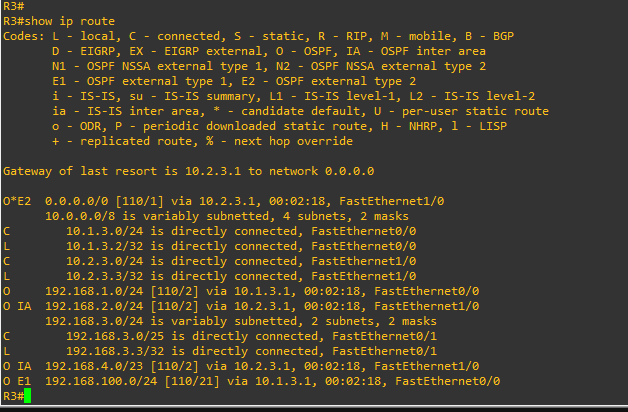 R3#
R3#show ip route
Codes: L - local, C - connected, S - static, R - RIP, M - mobile, B - BGP
       D - EIGRP, EX - EIGRP external, O - OSPF, IA - OSPF inter area
       N1 - OSPF NSSA external type 1, N2 - OSPF NSSA external type 2
       E1 - OSPF external type 1, E2 - OSPF external type 2
       i - IS-IS, su - IS-IS summary, L1 - IS-IS level-1, L2 - IS-IS level-2
       ia - IS-IS inter area, * - candidate default, U - per-user static route
       o - ODR, P - periodic downloaded static route, H - NHRP, l - LISP
       + - replicated route, % - next hop override
Gateway of last resort is 10.2.3.1 to network 0.0.0.0
O*E2  0.0.0.0/0 [110/1] via 10.2.3.1, 00:02:18, FastEthernet1/0
      10.0.0.0/8 is variably subnetted, 4 subnets, 2 masks
C        10.1.3.0/24 is directly connected, FastEthernet0/0
L        10.1.3.2/32 is directly connected, FastEthernet0/0
C        10.2.3.0/24 is directly connected, FastEthernet1/0
L        10.2.3.3/32 is directly connected, FastEthernet1/0
O     192.168.1.0/24 [110/2] via 10.1.3.1, 00:02:18, FastEthernet0/0
O IA  192.168.2.0/24 [110/2] via 10.2.3.1, 00:02:18, FastEthernet1/0
      192.168.3.0/24 is variably subnetted, 2 subnets, 2 masks
C        192.168.3.0/25 is directly connected, FastEthernet0/1
L        192.168.3.3/32 is directly connected, FastEthernet0/1
O IA  192.168.4.0/23 [110/2] via 10.2.3.1, 00:02:18, FastEthernet1/0
O E1  192.168.100.0/24 [110/21] via 10.1.3.1, 00:02:18, FastEthernet0/0
R3#